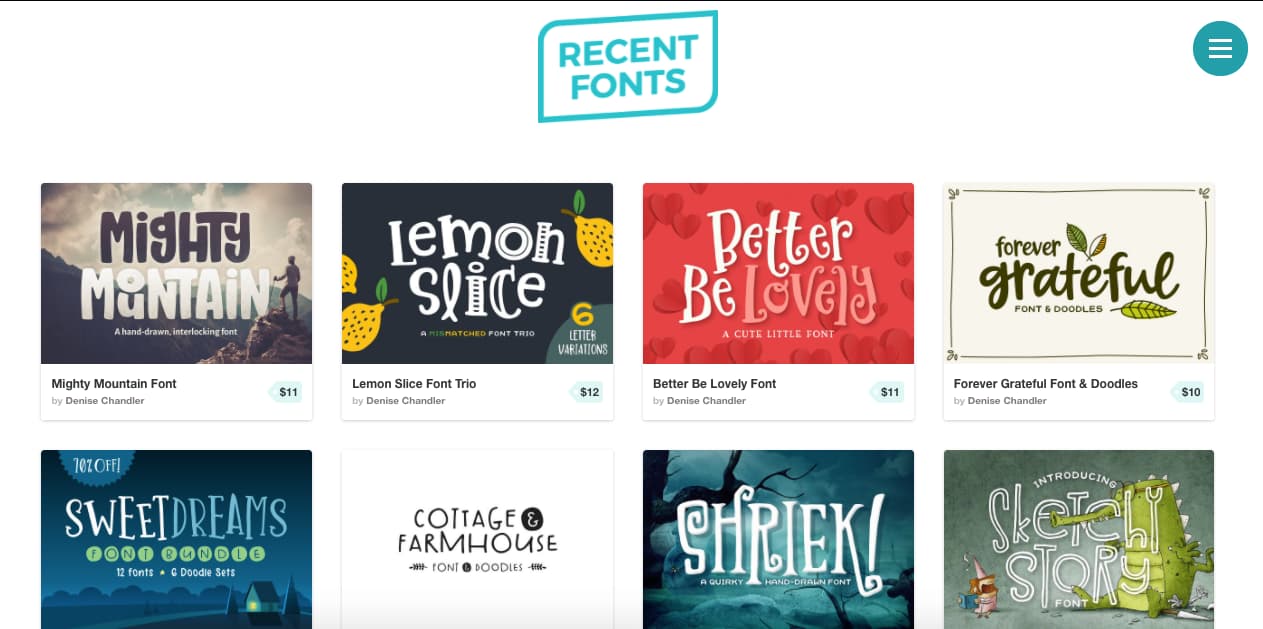 RECENT
FONTS
MiGHTY
MOUNTAiN
A hand-drawn, interlocking font
Mighty Mountain Font
by Denise Chandler
$11
Lemon
Slice
A MISMATCHED FONT TRIO
6
LETTER
VARIATIONS
Lemon Slice Font Trio
by Denise Chandler
$12
Better
Be Lovely
A CUTE LITTLE FONT
Better Be Lovely Font
by Denise Chandler
$11
forever
grateful
FONT & DOODLES
Forever Grateful Font & Doodles
by Denise Chandler
$10
70% OFF!
SWEETDREAMS
FONT BUNDLE
12 fonts ★ 6 Doodle Sets
COTTAGE &
FARMHOUSE
FONT & DOODLES
SHRIEK!
A QUIRKY HAND-DRAWN FONT
INTRODUCING
SkETCHY
STORY
FONT